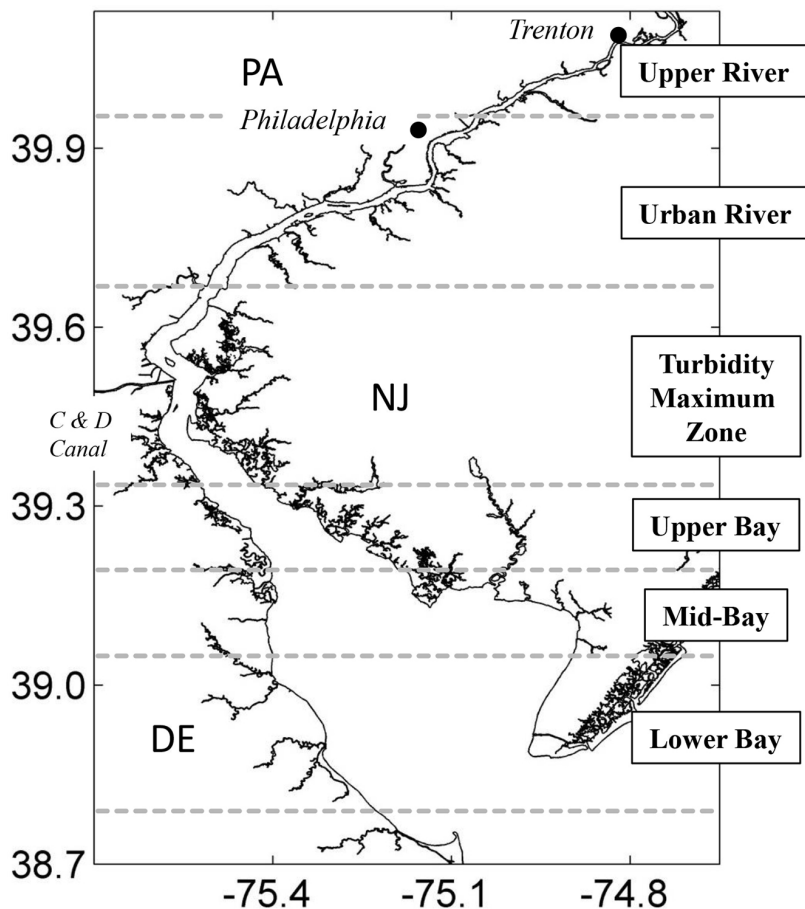 Trenton
Upper River
PA
Philadelphia
39.9
Urban River
39.6
Turbidity
Maximum
Zone
NJ
C & D
Canal
39.3
Upper Bay
Mid-Bay
39.0
DE
Lower Bay
38.7
-75.4
-75.1
-74.8